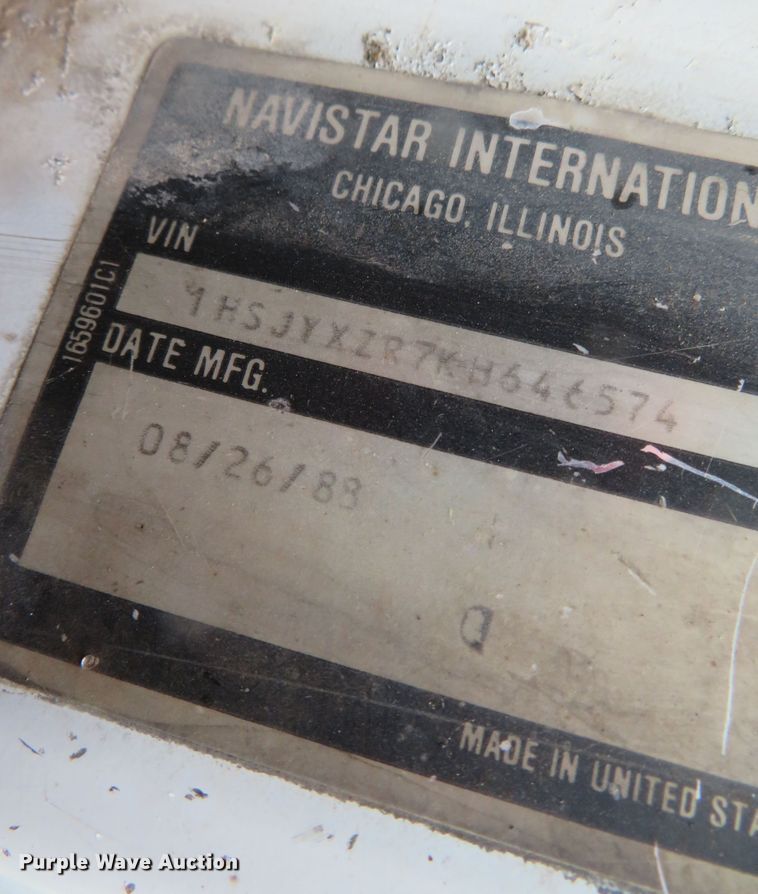 NAVISTAR INTERNATION
CHICAGO, ILLINOIS
VIN
1HSJYXZR7KH646574
1659601C1
DATE MFG.
08/26/88
D
MADE IN UNITED STA
Purple Wave Auction